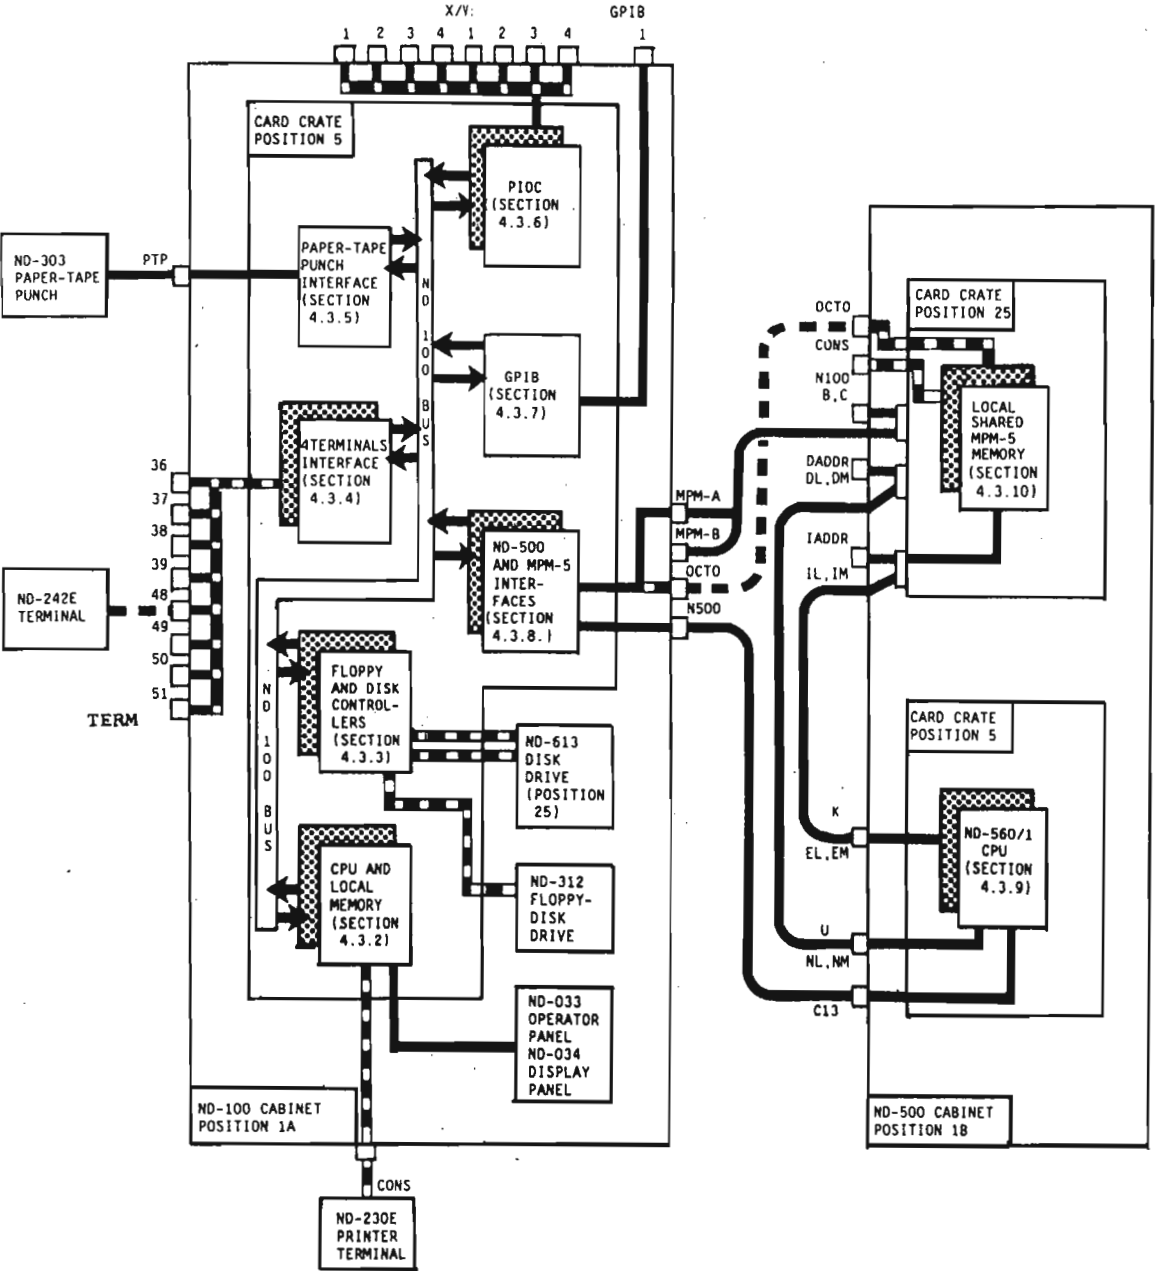 X/V:
GPIB
1 2 3 4 1 2 3 4
1
CARD CRATE
POSITION 5
PIOC
(SECTION
4.3.6)
ND-303
PAPER-TAPE
PUNCH
PTP
PAPER-TAPE
PUNCH
INTERFACE
(SECTION
4.3.5)
ND 100 BUS
GPIB
(SECTION
4.3.7)
4TERMINALS
INTERFACE
(SECTION
4.3.4)
36
37
38
39
48
49
50
51
TERM
ND-242E
TERMINAL
ND-500
AND MPM-5
INTER-
FACES
(SECTION
4.3.8.)
MPM-A
MPM-B
OCTO
N500
ND 100 BUS
FLOPPY
AND DISK
CONTROL-
LERS
(SECTION
4.3.3)
ND-613
DISK
DRIVE
(POSITION
25)
CPU AND
LOCAL
MEMORY
(SECTION
4.3.2)
ND-312
FLOPPY-
DISK
DRIVE
ND-033
OPERATOR
PANEL
ND-034
DISPLAY
PANEL
ND-100 CABINET
POSITION 1A
CONS
ND-230E
PRINTER
TERMINAL
OCTO
CONS
N100
B,C
DADDR
DL,DM
IADDR
IL,IM
K
EL,EM
U
NL,NM
C13
CARD CRATE
POSITION 25
LOCAL
SHARED
MPM-5
MEMORY
(SECTION
4.3.10)
CARD CRATE
POSITION 5
ND-560/1
CPU
(SECTION
4.3.9)
ND-500 CABINET
POSITION 1B